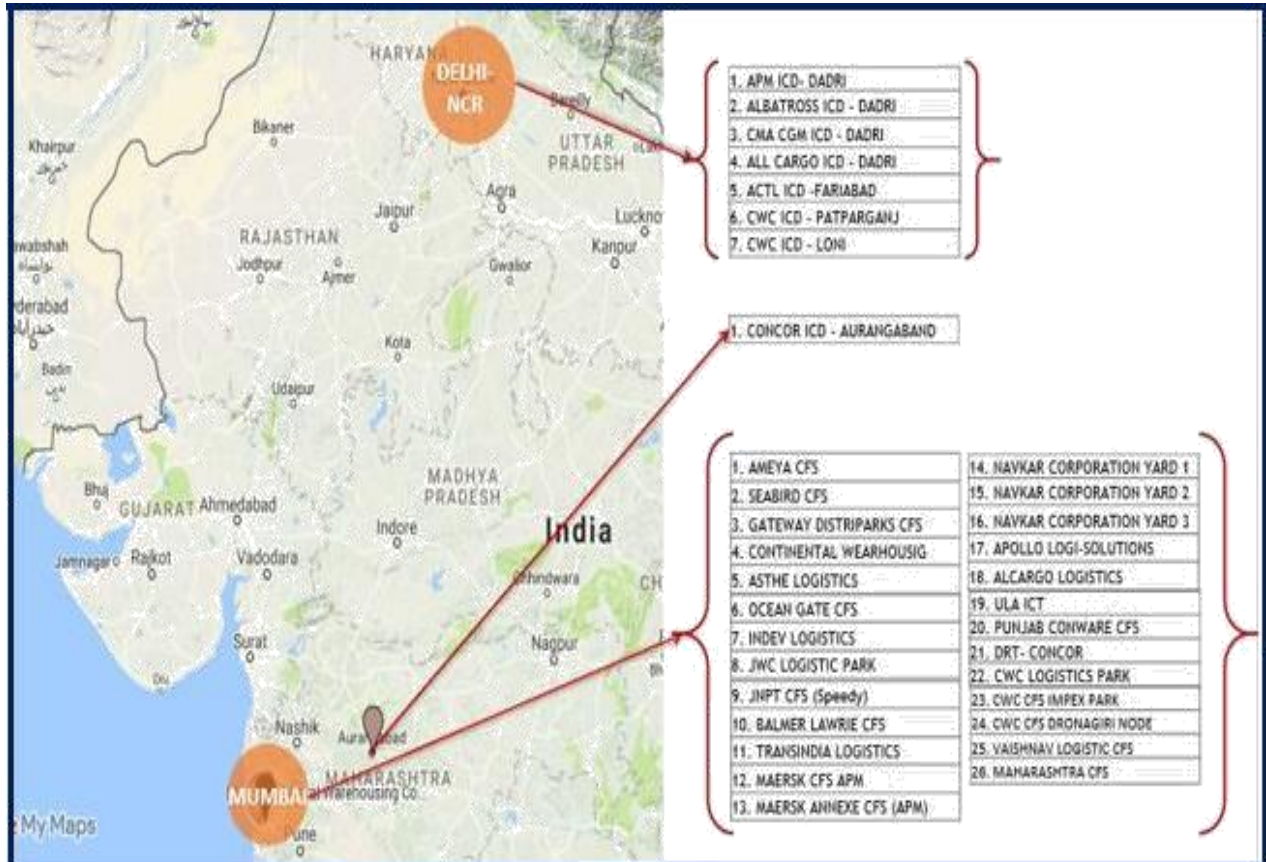 HARYANA
DELHI-
NCR
Bareilly
Bikaner
UTTAR
PRADESH
Khairpur
Agra
Jaipur
Lucknow
RAJASTHAN
Kanpur
awabshah
Jodhpur
Ajmer
Gwalior
yderabad
Kota
Badin
Udaipur
MADHYA
PRADESH
Bhuj
GUJARAT
Ahmedabad
Indore
India
Jamnagar
Rajkot
Vadodara
Chhindwara
CH
Surat
Nagpur
Diu
Nashik
Aurangabad
MAHARASHTRA
MUMBAI
al Warehousing Co...
Pune
My Maps
1. APM ICD- DADRI
2. ALBATROSS ICD - DADRI
3. CMA CGM ICD - DADRI
4. ALL CARGO ICD - DADRI
5. ACTL ICD -FARIABAD
6. CWC ICD - PATPARGANJ
7. CWC ICD - LONI
1. CONCOR ICD - AURANGABAND
1. AMEYA CFS
2. SEABIRD CFS
3. GATEWAY DISTRIPARKS CFS
4. CONTINENTAL WEARHOUSIG
5. ASTHE LOGISTICS
6. OCEAN GATE CFS
7. INDEV LOGISTICS
8. JWC LOGISTIC PARK
9. JNPT CFS (Speedy)
10. BALMER LAWRIE CFS
11. TRANSINDIA LOGISTICS
12. MAERSK CFS APM
13. MAERSK ANNEXE CFS (APM)
14. NAVKAR CORPORATION YARD 1
15. NAVKAR CORPORATION YARD 2
16. NAVKAR CORPORATION YARD 3
17. APOLLO LOGI-SOLUTIONS
18. ALCARGO LOGISTICS
19. ULA ICT
20. PUNJAB CONWARE CFS
21. DRT- CONCOR
22. CWC LOGISTICS PARK
23. CWC CFS IMPEX PARK
24. CWC CFS DRONAGIRI NODE
25. VAISHNAV LOGISTIC CFS
26. MAHARASHTRA CFS